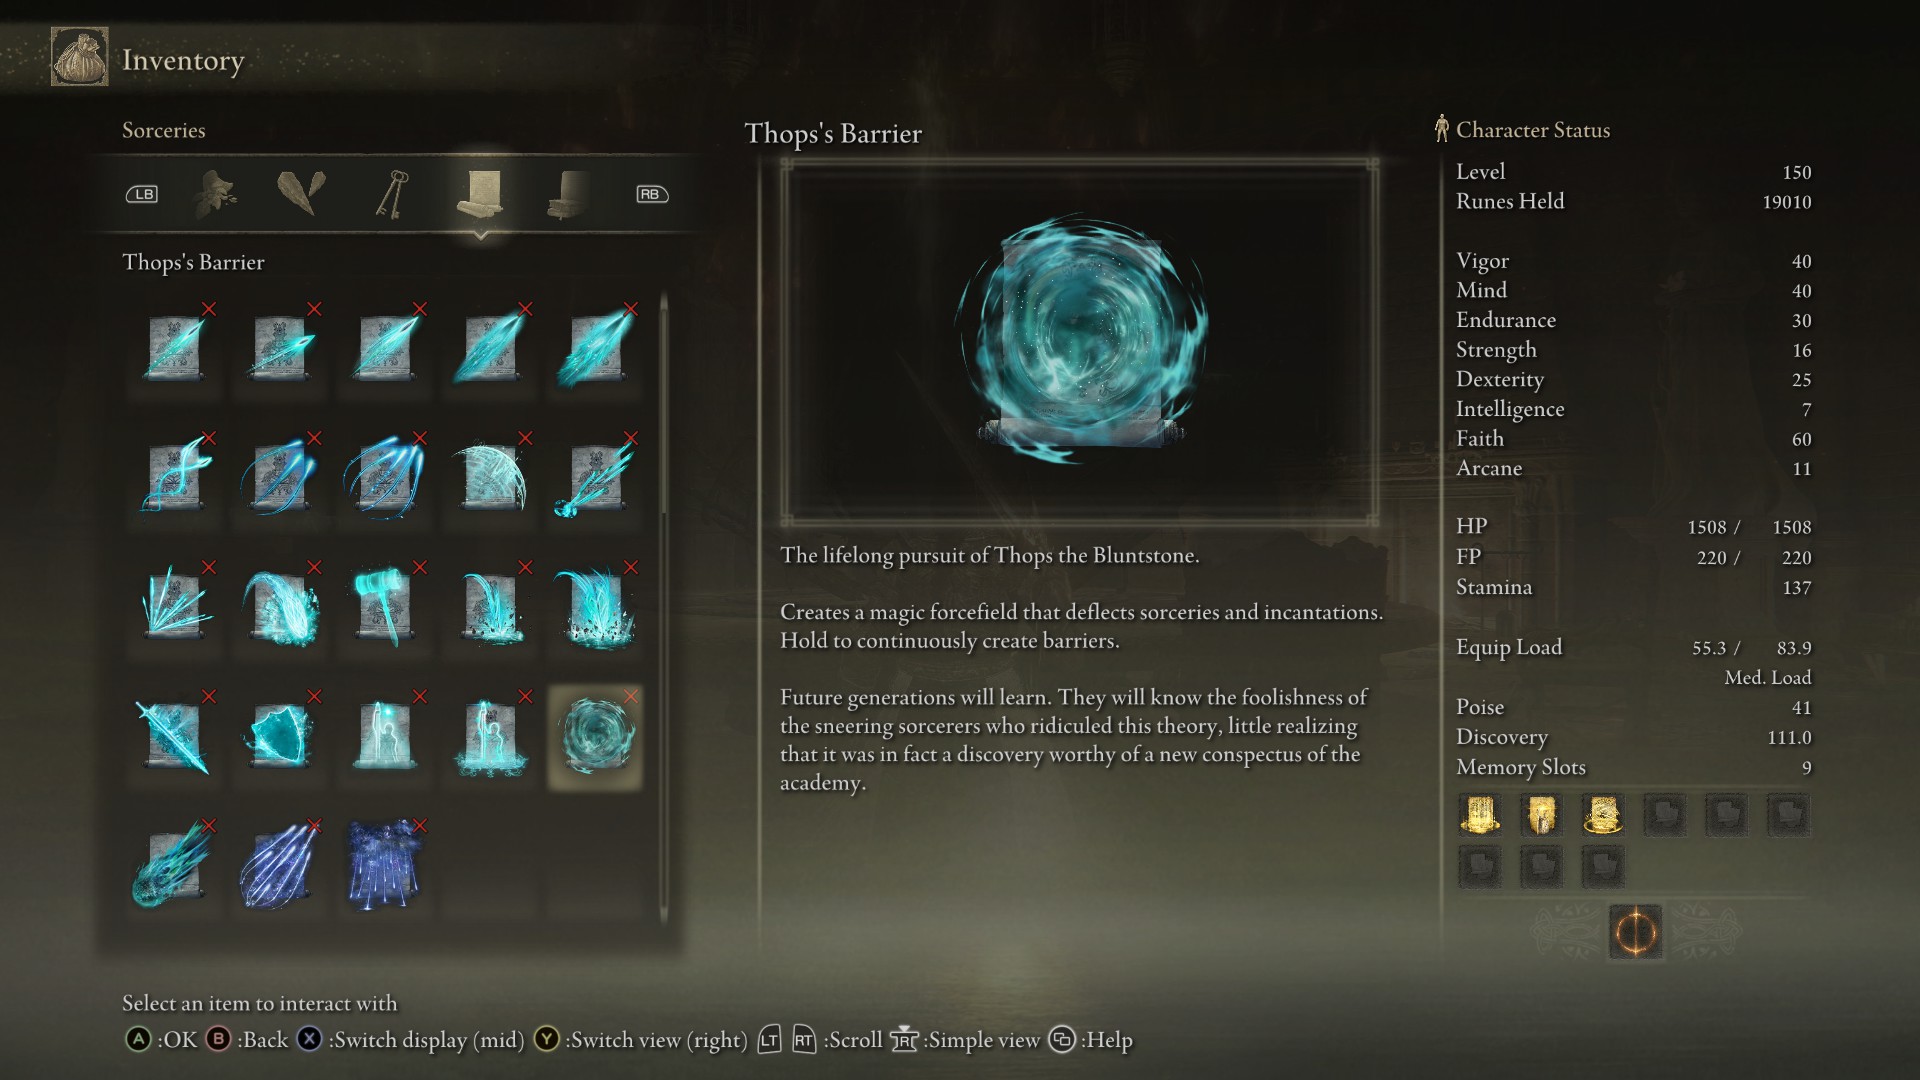 Inventory
Sorceries
LB
RB
Thops's Barrier
Thops's Barrier
The lifelong pursuit of Thops the Bluntstone.
Creates a magic forcefield that deflects sorceries and incantations.
Hold to continuously create barriers.
Future generations will learn. They will know the foolishness of
the sneering sorcerers who ridiculed this theory, little realizing
that it was in fact a discovery worthy of a new conspectus of the
academy.
Character Status
Level 150
Runes Held 19010
Vigor 40
Mind 40
Endurance 30
Strength 16
Dexterity 25
Intelligence 7
Faith 60
Arcane 11
HP 1508 / 1508
FP 220 / 220
Stamina 137
Equip Load 55.3 / 83.9
Med. Load
Poise 41
Discovery 111.0
Memory Slots 9
Select an item to interact with
A :OK B :Back X :Switch display (mid) Y :Switch view (right) LT RT :Scroll R :Simple view :Help